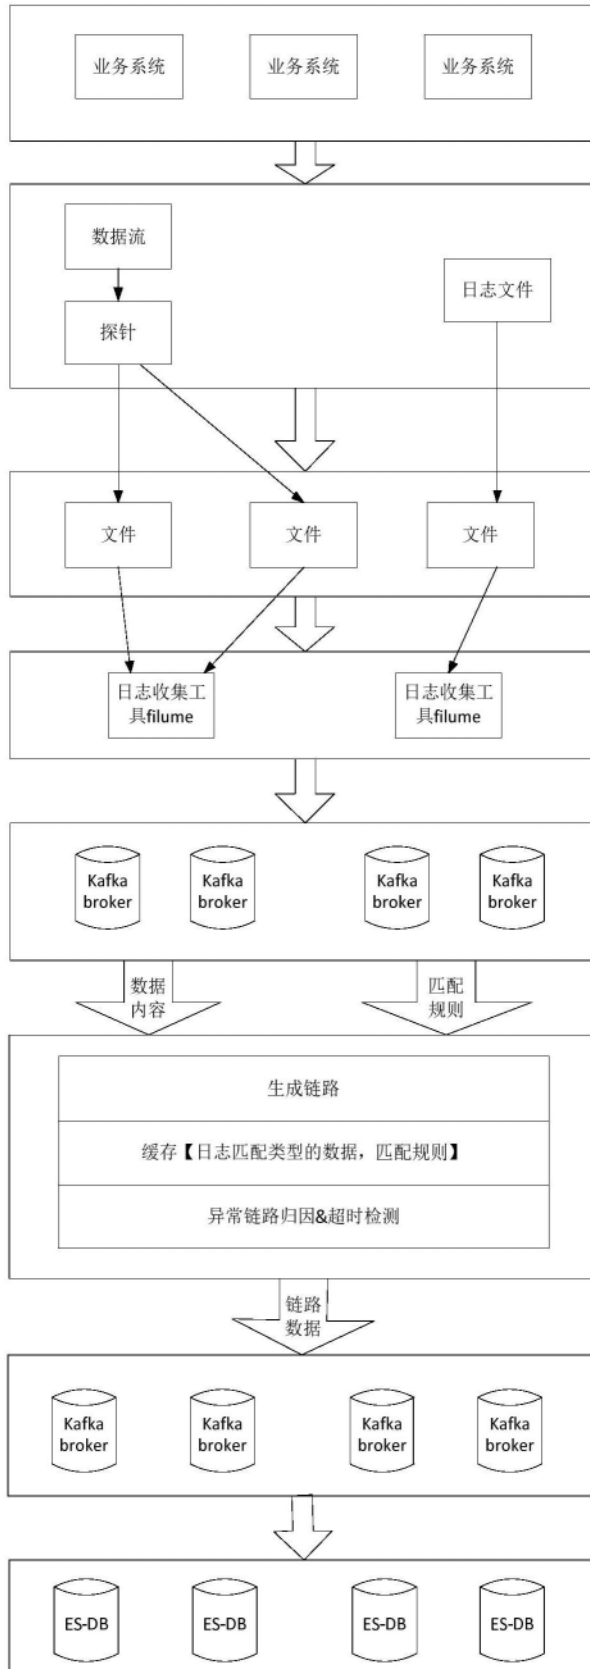 业务系统
业务系统
业务系统
数据流
日志文件
探针
文件
文件
文件
日志收集工
具filume
日志收集工
具filume
Kafka
broker
Kafka
broker
Kafka
broker
Kafka
broker
数据
内容
匹配
规则
生成链路
缓存【日志匹配类型的数据，匹配规则】
异常链路归因&超时检测
链路
数据
Kafka
broker
Kafka
broker
Kafka
broker
Kafka
broker
ES-DB
ES-DB
ES-DB
ES-DB